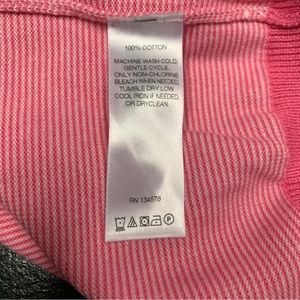 100% COTTON
MACHINE WASH COLD,
GENTLE CYCLE,
ONLY NON-CHLORINE
BLEACH WHEN NEEDED,
TUMBLE DRY LOW,
COOL IRON IF NEEDED,
OR DRYCLEAN.
RN 134578